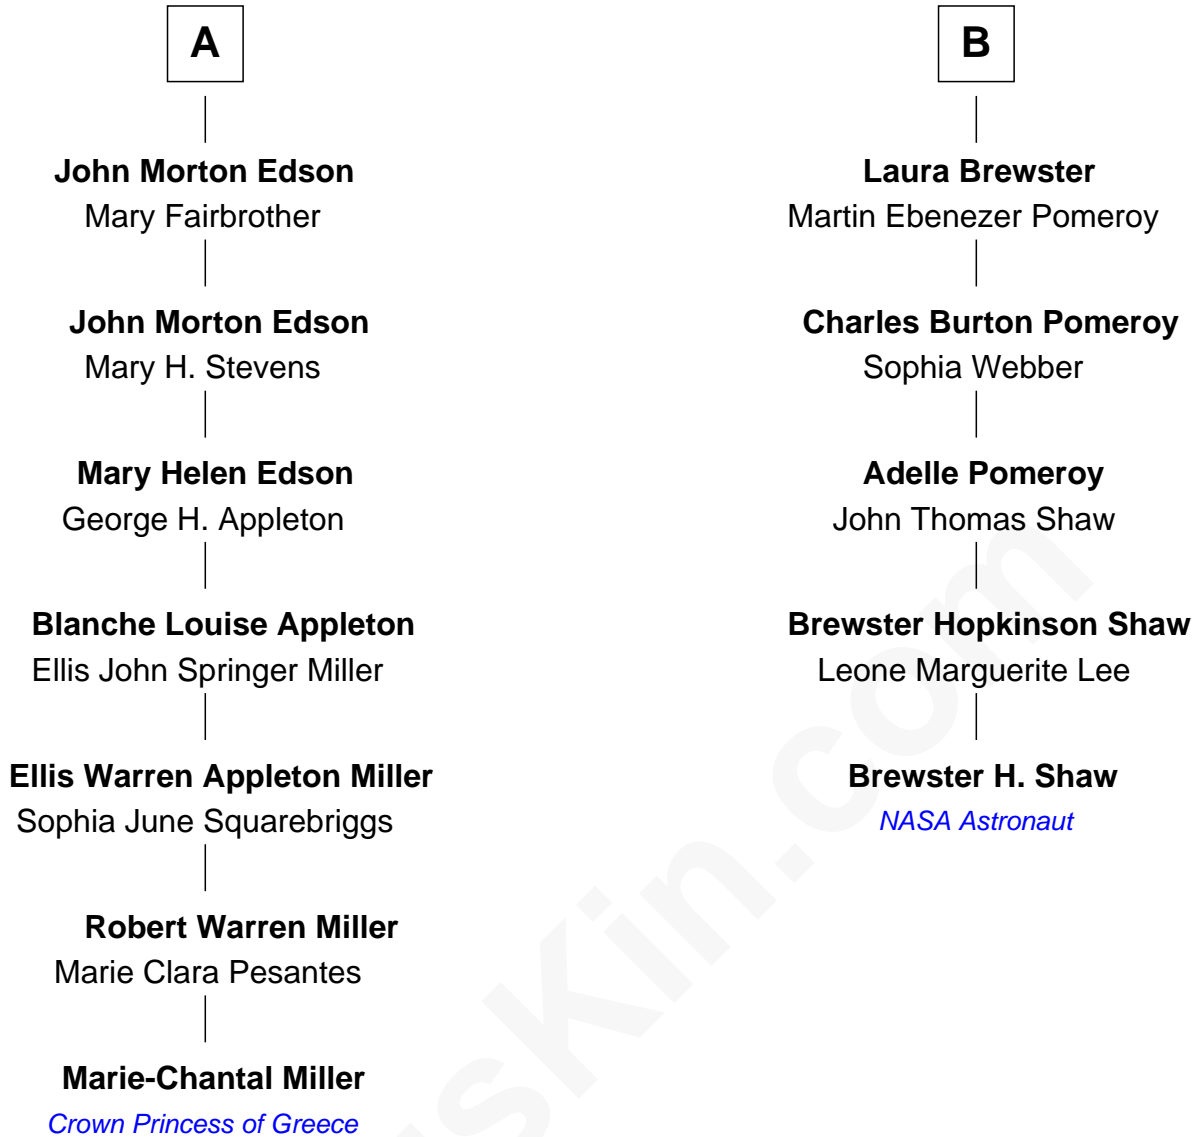 A
John Morton Edson
Mary Fairbrother
John Morton Edson
Mary H. Stevens
Mary Helen Edson
George H. Appleton
Blanche Louise Appleton
Ellis John Springer Miller
Ellis Warren Appleton Miller
Sophia June Squarebriggs
Robert Warren Miller
Marie Clara Pesantes
Marie-Chantal Miller
Crown Princess of Greece
B
Laura Brewster
Martin Ebenezer Pomeroy
Charles Burton Pomeroy
Sophia Webber
Adelle Pomeroy
John Thomas Shaw
Brewster Hopkinson Shaw
Leone Marguerite Lee
Brewster H. Shaw
NASA Astronaut
sKin.com